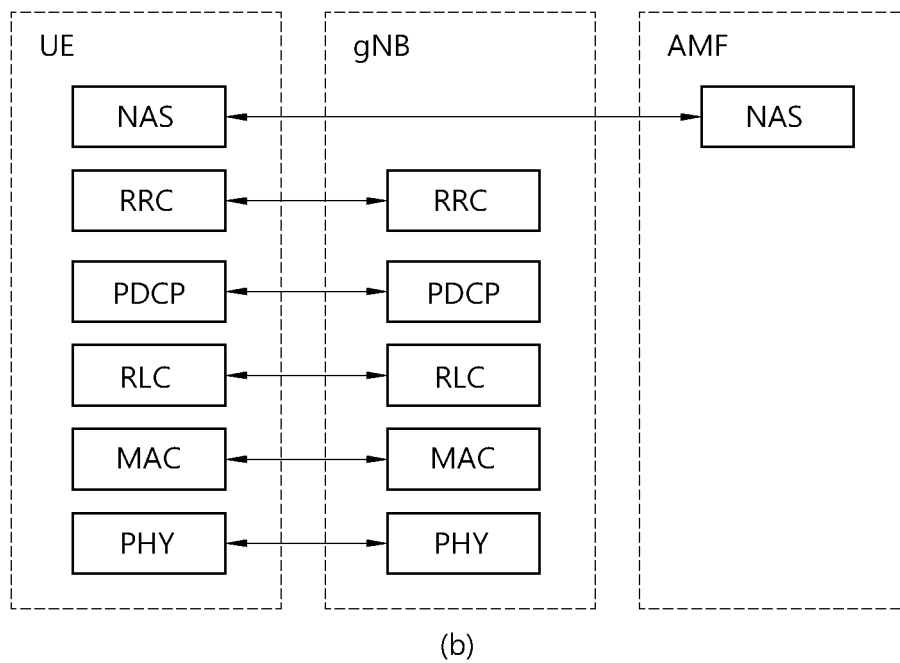 UE gNB AMF
NAS NAS
RRC RRC
PDCP PDCP
RLC RLC
MAC MAC
PHY PHY
(b)